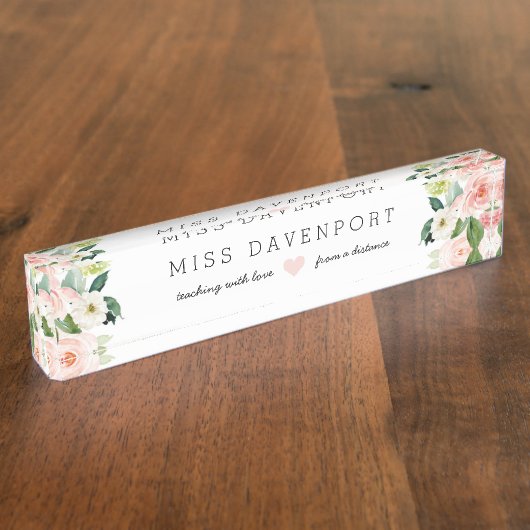 MISS DAVENPORT
teaching with love from a distance